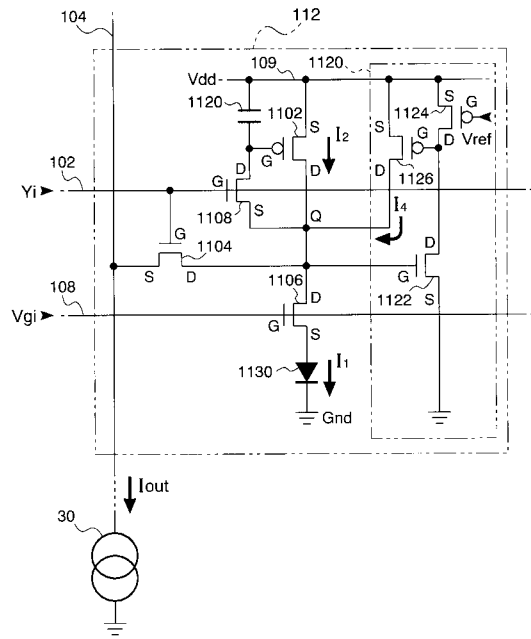 104
112
Vdd
109
1120
1120
1102
S
G
I2
D
S
G
D
1126
1124
S
G
D
Vref
102
Yi
D
G
S
1108
Q
I4
G
1104
S
D
D
G
1122
S
1106
108
Vgi
D
G
S
1130
I1
Gnd
Iout
30